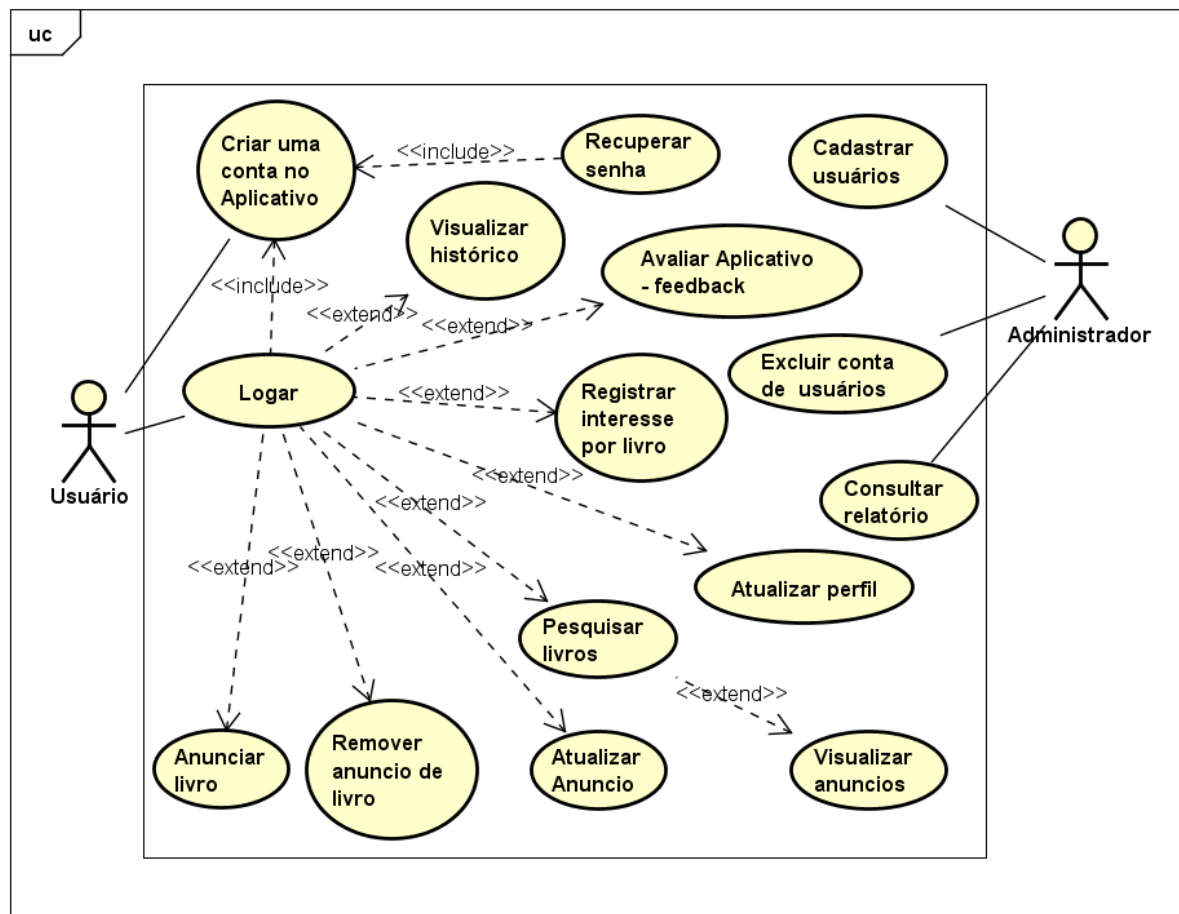 uc
Criar uma
conta no
Aplicativo
<<include>>
Recuperar
senha
Cadastrar
usuários
Visualizar
histórico
Avaliar Aplicativo
- feedback
<<include>>
<<extend>>
<<extend>>
Administrador
Excluir conta
de usuários
Logar
<<extend>>
Registrar
interesse
por livro
Usuário
<<extend>>
Consultar
relatório
<<extend>>
<<extend>>
<<extend>>
<<extend>>
Atualizar perfil
Pesquisar
livros
<<extend>>
Anunciar
livro
Remover
anuncio de
livro
Atualizar
Anuncio
Visualizar
anuncios